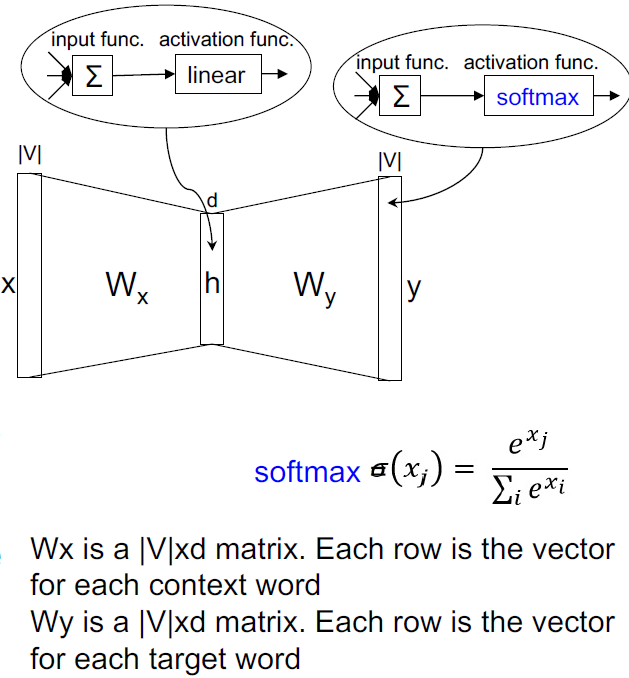 input func. activation func.
Σ linear
input func. activation func.
Σ softmax
|V|
|V|
d
x
Wx
h
Wy
y
softmax σ(xj) = e^xj / ∑i e^xi
Wx is a |V|xd matrix. Each row is the vector
for each context word
Wy is a |V|xd matrix. Each row is the vector
for each target word